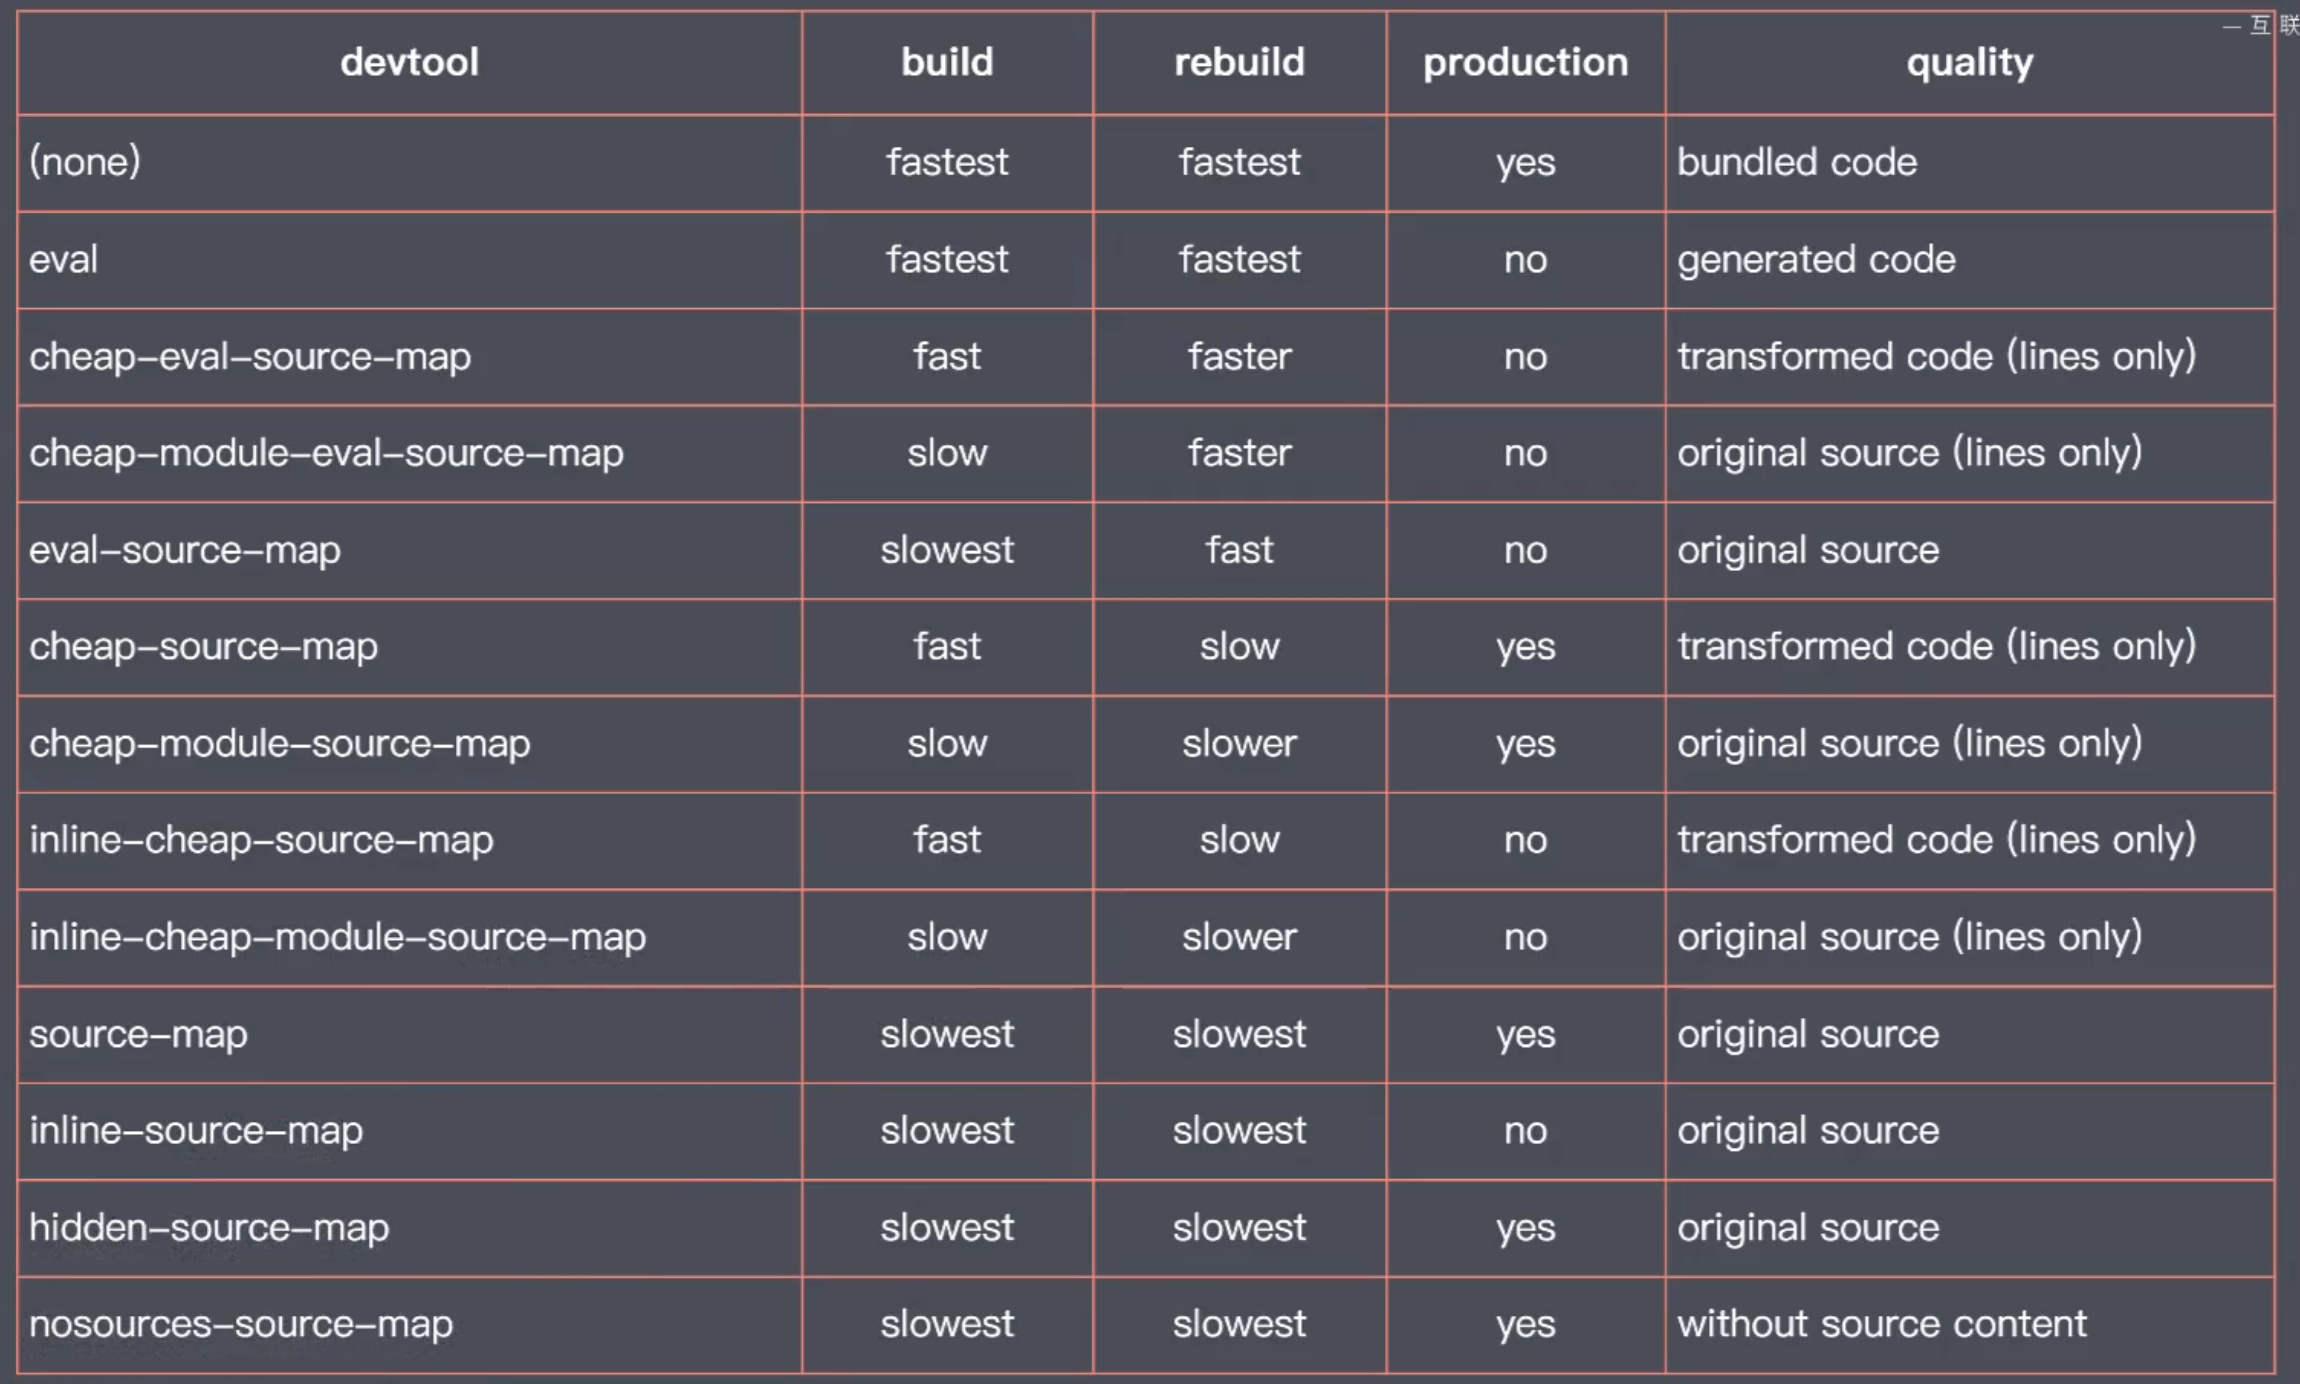 — 互联
devtool build rebuild production quality
(none) fastest fastest yes bundled code
eval fastest fastest no generated code
cheap–eval–source–map fast faster no transformed code (lines only)
cheap–module–eval–source–map slow faster no original source (lines only)
eval–source–map slowest fast no original source
cheap–source–map fast slow yes transformed code (lines only)
cheap–module–source–map slow slower yes original source (lines only)
inline–cheap–source–map fast slow no transformed code (lines only)
inline–cheap–module–source–map slow slower no original source (lines only)
source–map slowest slowest yes original source
inline–source–map slowest slowest no original source
hidden–source–map slowest slowest yes original source
nosources–source–map slowest slowest yes without source content